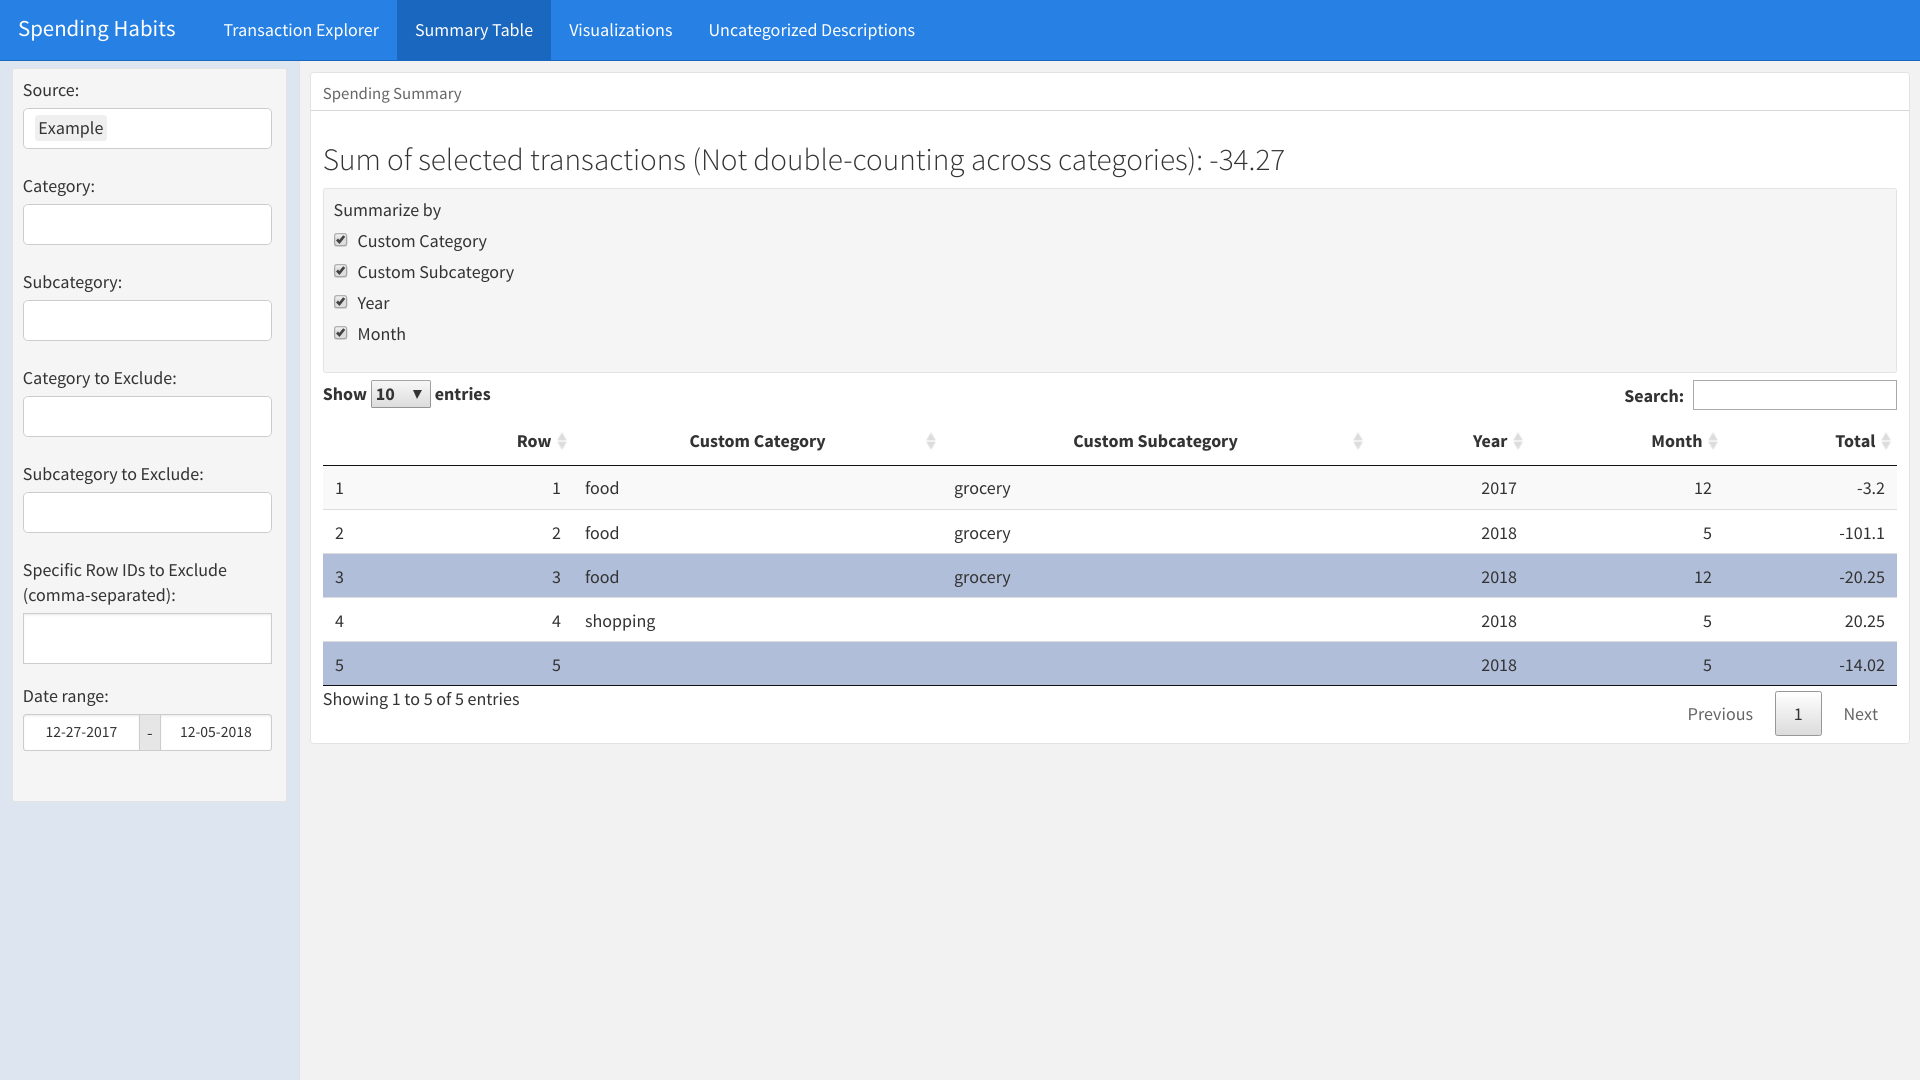 Spending Habits Transaction Explorer Summary Table Visualizations Uncategorized Descriptions
Source:
Example
Category:
Subcategory:
Category to Exclude:
Subcategory to Exclude:
Specific Row IDs to Exclude
(comma-separated):
Date range:
12-27-2017 - 12-05-2018
Spending Summary
Sum of selected transactions (Not double-counting across categories): -34.27
Summarize by
Custom Category
Custom Subcategory
Year
Month
Show 10 entries
Search:
Row Custom Category Custom Subcategory Year Month Total
1 1 food grocery 2017 12 -3.2
2 2 food grocery 2018 5 -101.1
3 3 food grocery 2018 12 -20.25
4 4 shopping 2018 5 20.25
5 5 2018 5 -14.02
Showing 1 to 5 of 5 entries
Previous 1 Next